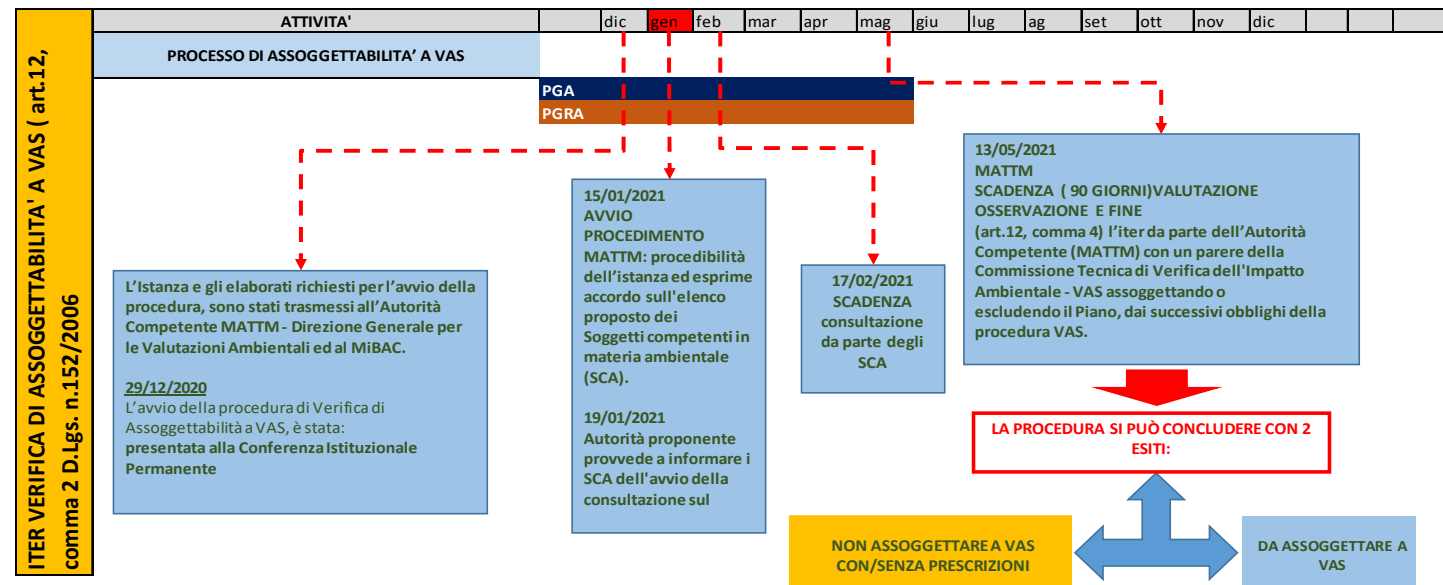 ITER VERIFICA DI ASSOGGETTABILITA' A VAS ( art.12,
comma 2 D.Lgs. n.152/2006
ATTIVITA' dic gen feb mar apr mag giu lug ag set ott nov dic
PROCESSO DI ASSOGGETTABILITA’ A VAS
PGA
PGRA
L’Istanza e gli elaborati richiesti per l’avvio della
procedura, sono stati trasmessi all’Autorità
Competente MATTM - Direzione Generale per
le Valutazioni Ambientali ed al MiBAC.
29/12/2020
L’avvio della procedura di Verifica di
Assoggettabilità a VAS, è stata:
presentata alla Conferenza Istituzionale
Permanente
15/01/2021
AVVIO
PROCEDIMENTO
MATTM: procedibilità
dell’istanza ed esprime
accordo sull'elenco
proposto dei
Soggetti competenti in
materia ambientale
(SCA).
19/01/2021
Autorità proponente
provvede a informare i
SCA dell'avvio della
consultazione sul
17/02/2021
SCADENZA
consultazione
da parte degli
SCA
13/05/2021
MATTM
SCADENZA ( 90 GIORNI)VALUTAZIONE
OSSERVAZIONE E FINE
(art.12, comma 4) l’iter da parte dell’Autorità
Competente (MATTM) con un parere della
Commissione Tecnica di Verifica dell'Impatto
Ambientale - VAS assoggettando o
escludendo il Piano, dai successivi obblighi della
procedura VAS.
LA PROCEDURA SI PUÒ CONCLUDERE CON 2
ESITI:
NON ASSOGGETTARE A VAS
CON/SENZA PRESCRIZIONI
DA ASSOGGETTARE A
VAS